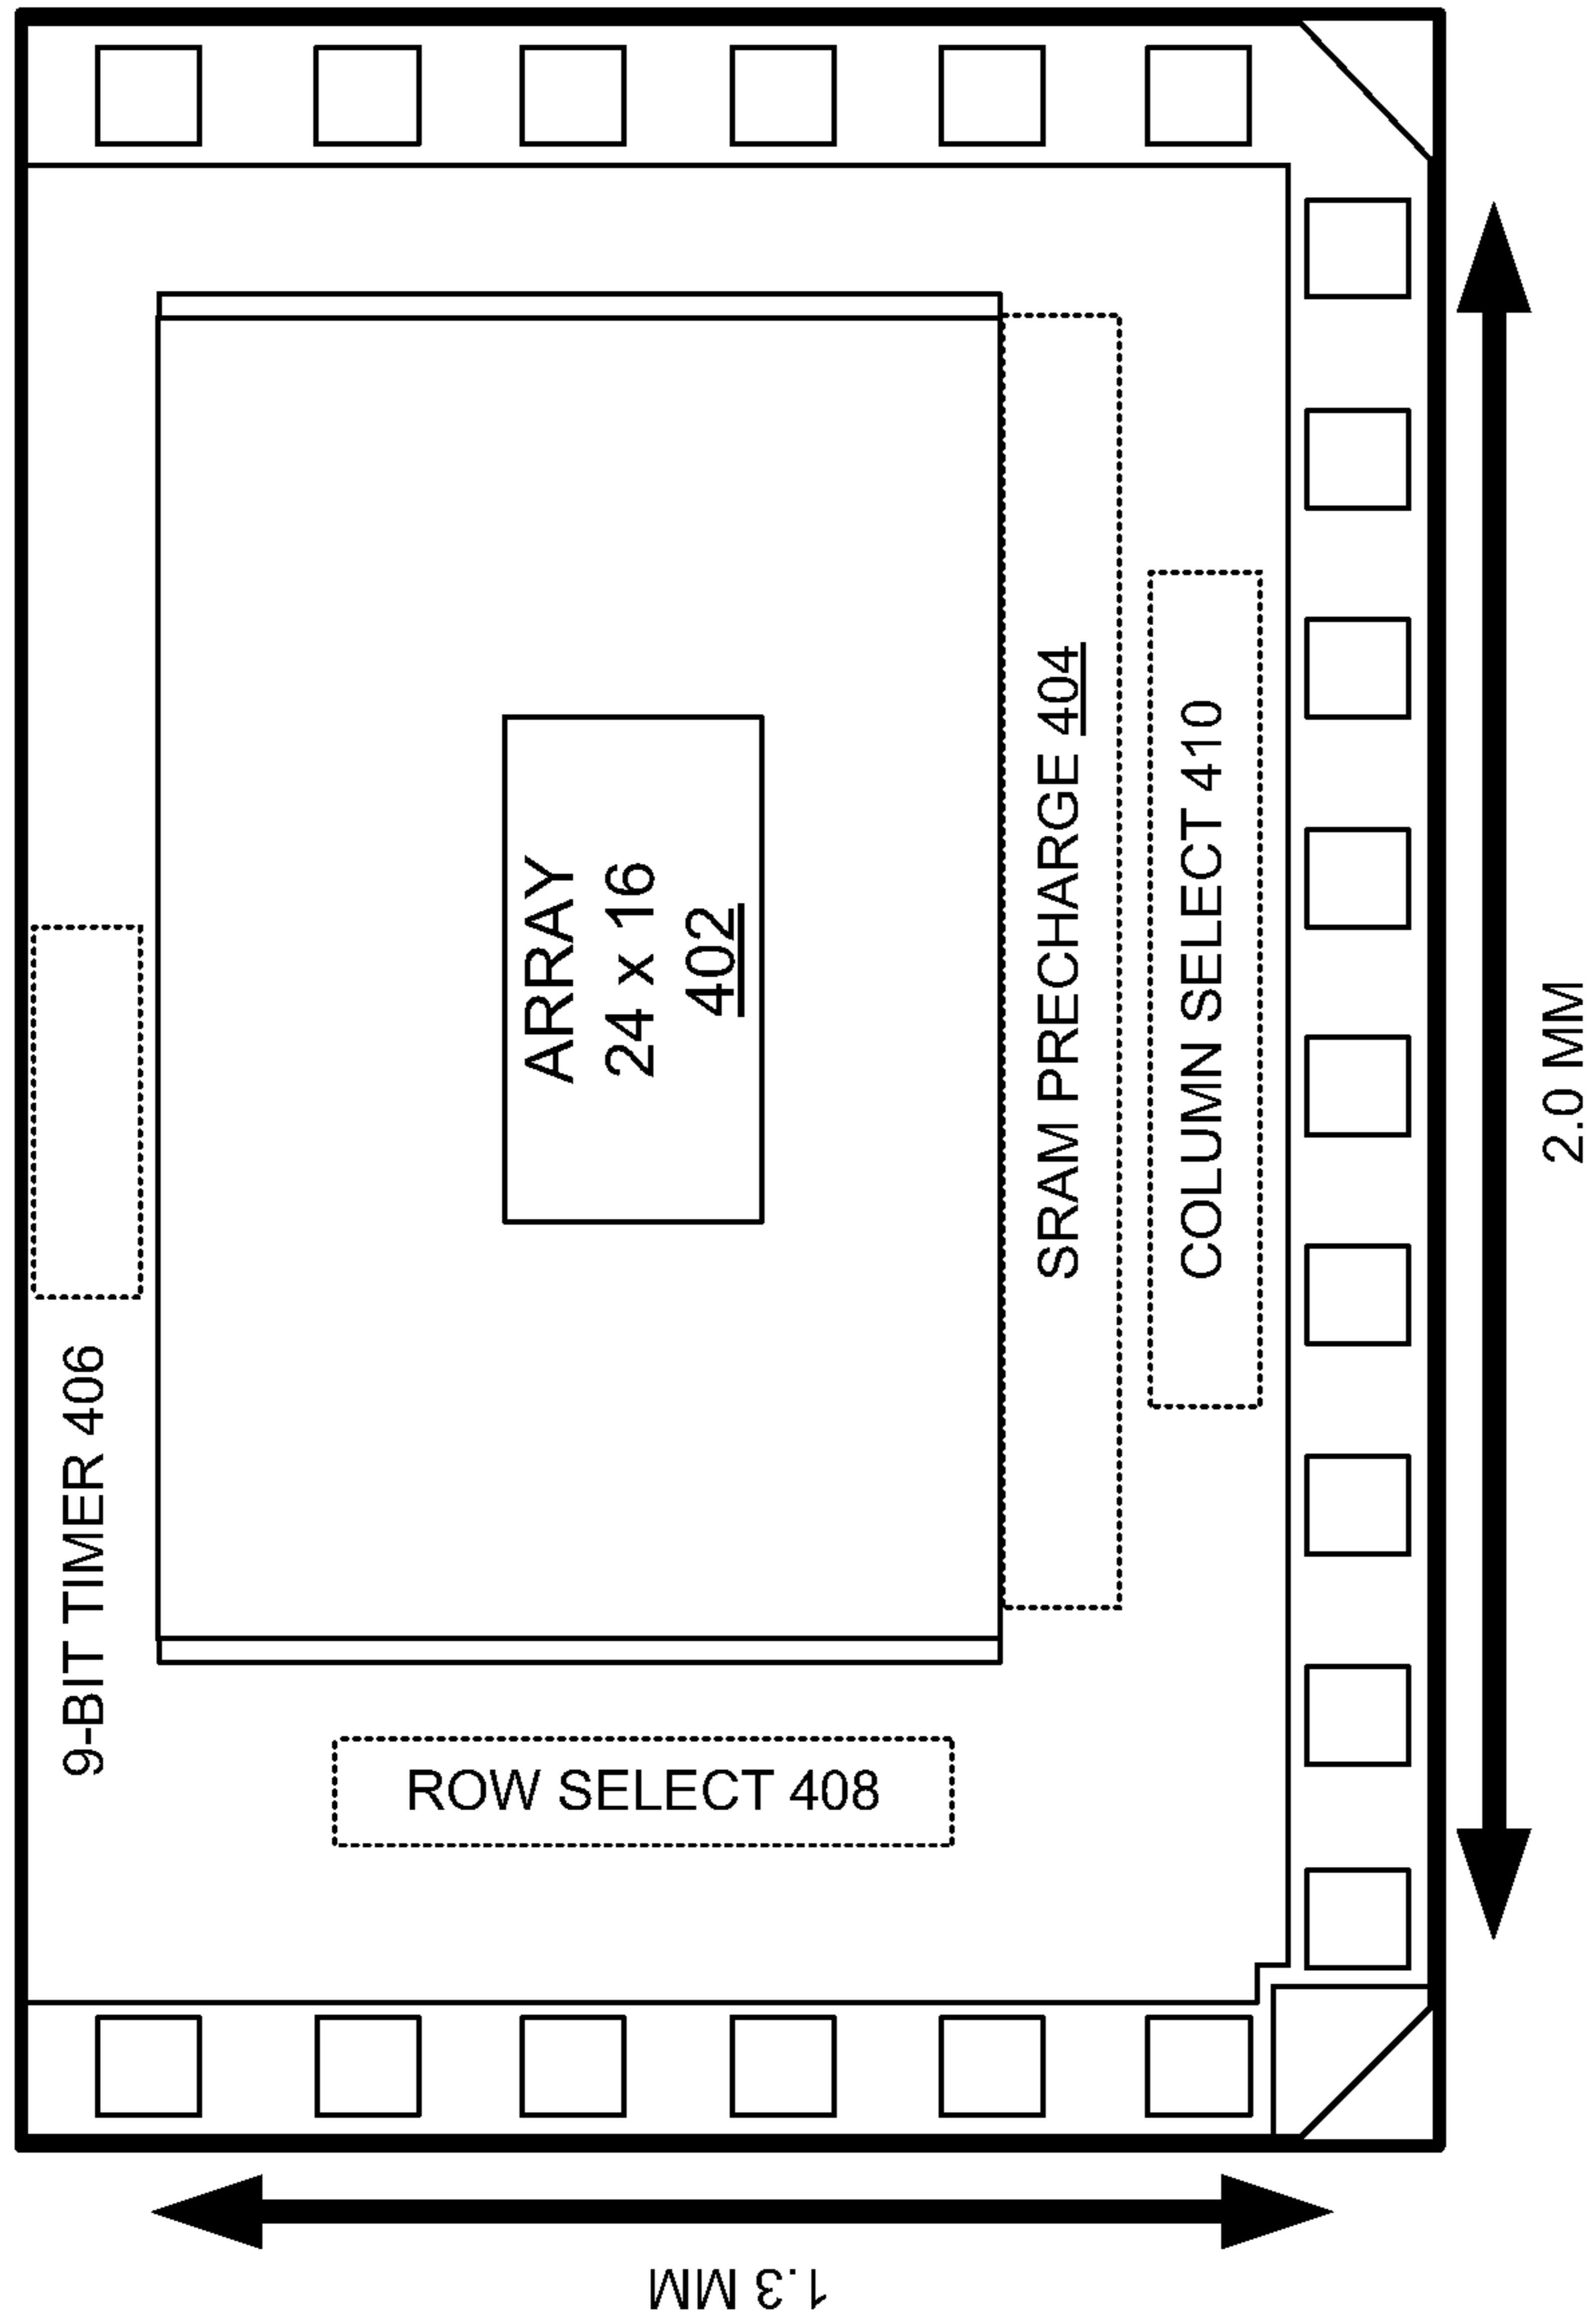 9-BIT TIMER 406
ARRAY
24 x 16
402
SRAM PRECHARGE 404
COLUMN SELECT 410
ROW SELECT 408
2.0 MM
1.3 MM